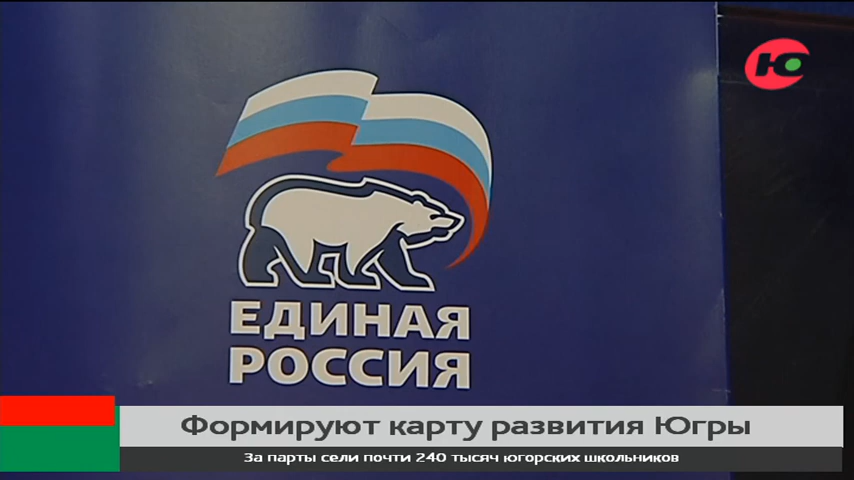 Ю
ЕДИНАЯ
РОССИЯ
Формируют карту развития Югры
За парты сели почти 240 тысяч югорских школьников